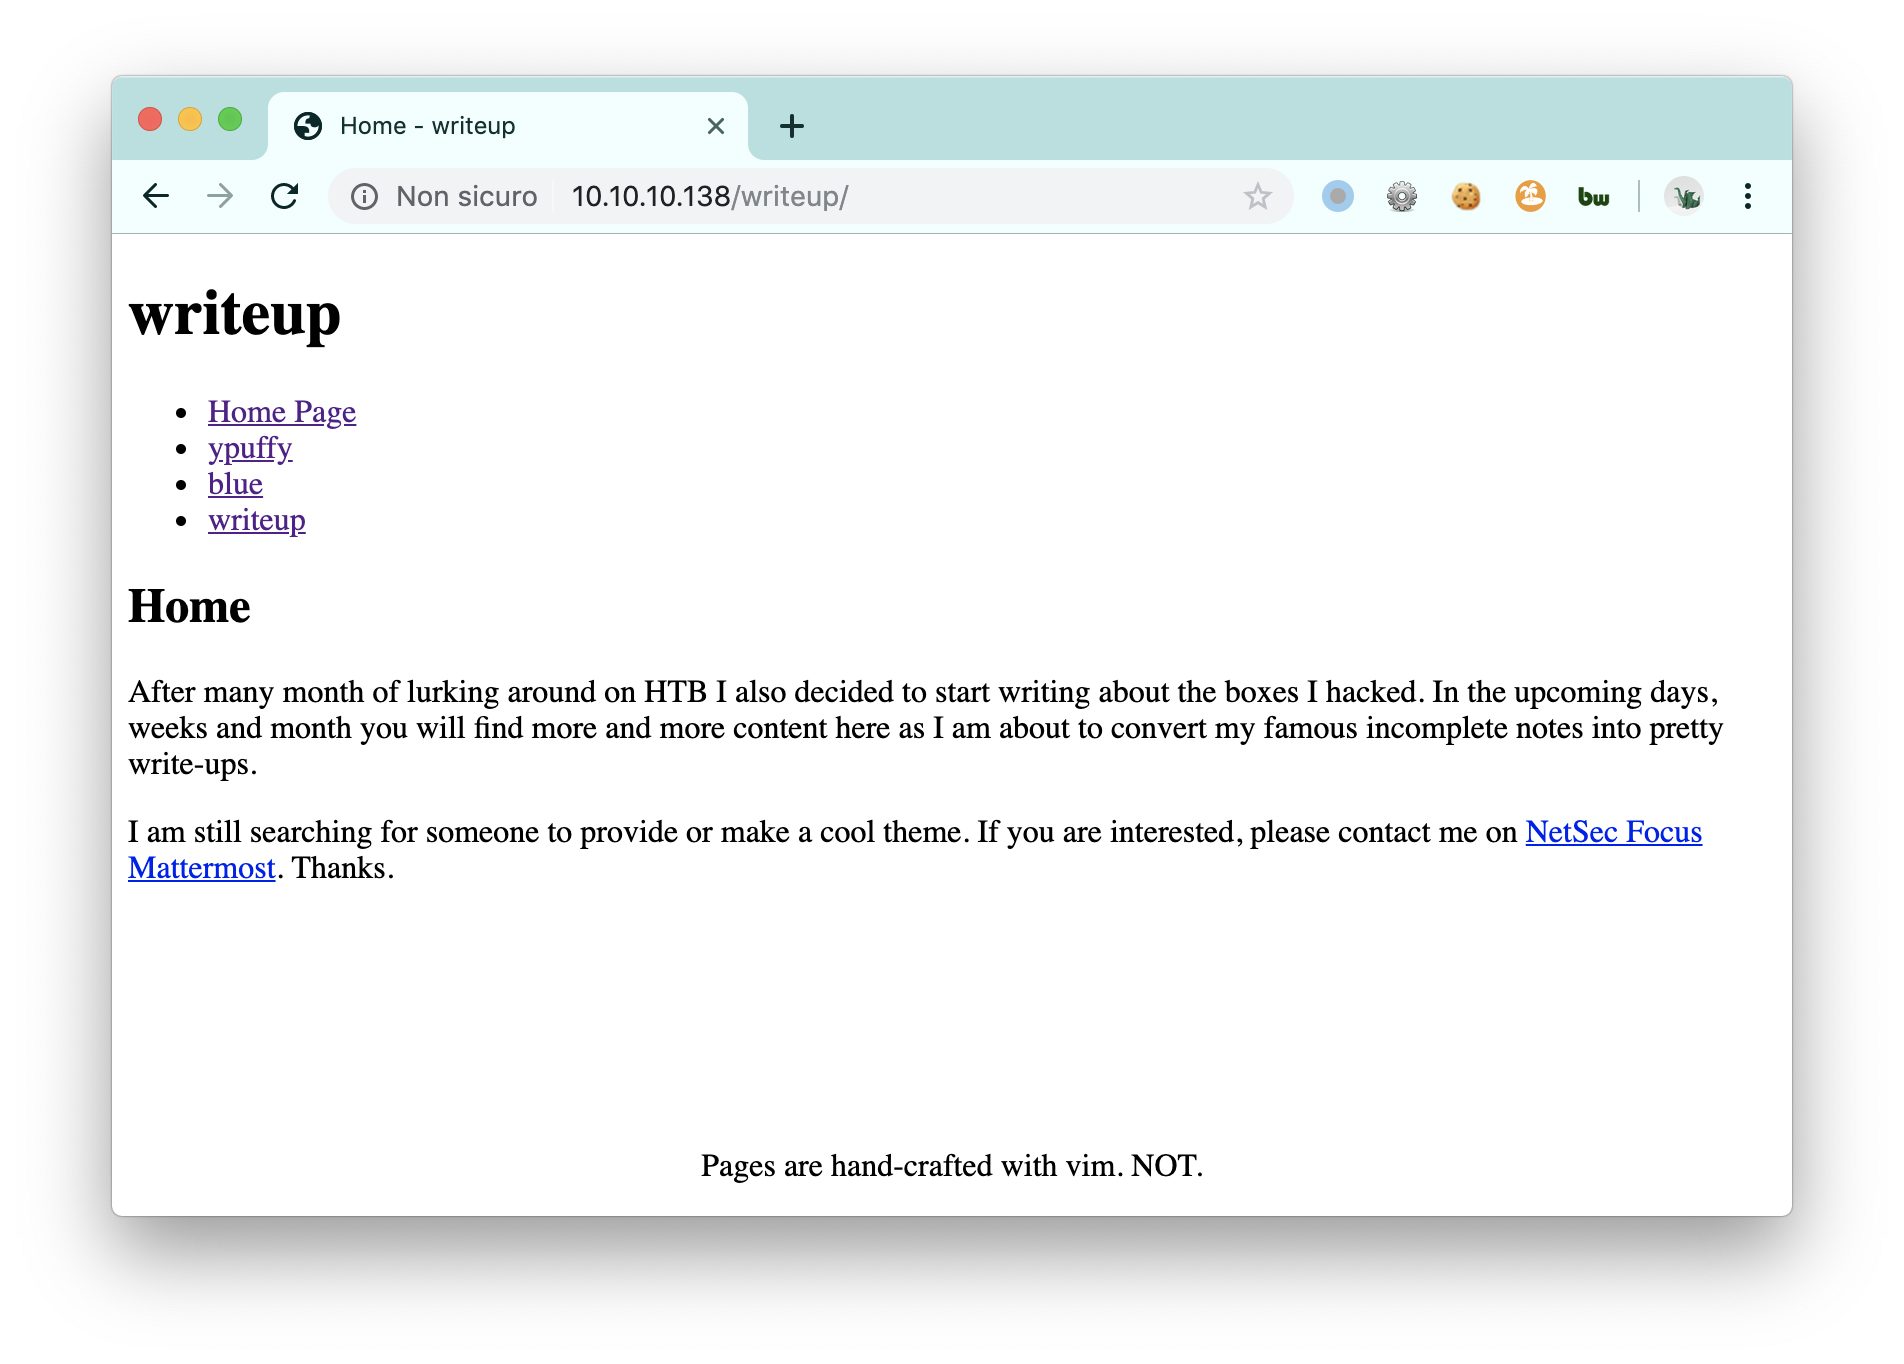 Home - writeup
Non sicuro 10.10.10.138/writeup/
bw
writeup
Home Page
ypuffy
blue
writeup
Home
After many month of lurking around on HTB I also decided to start writing about the boxes I hacked. In the upcoming days,
weeks and month you will find more and more content here as I am about to convert my famous incomplete notes into pretty
write-ups.
I am still searching for someone to provide or make a cool theme. If you are interested, please contact me on NetSec Focus
Mattermost. Thanks.
Pages are hand-crafted with vim. NOT.